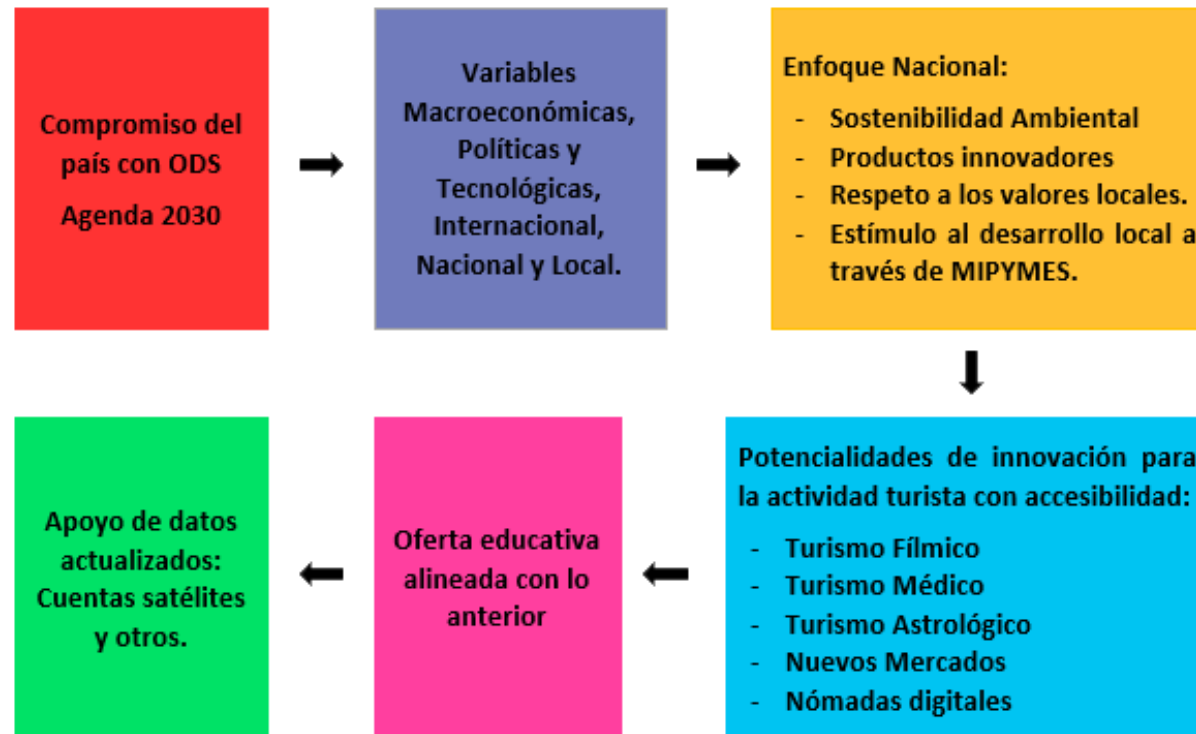 Compromiso del
país con ODS
Agenda 2030
Variables
Macroeconómicas,
Políticas y
Tecnológicas,
Internacional,
Nacional y Local.
Enfoque Nacional:
- Sostenibilidad Ambiental
- Productos innovadores
- Respeto a los valores locales.
- Estímulo al desarrollo local a
través de MIPYMES.
Potencialidades de innovación para
la actividad turista con accesibilidad:
- Turismo Fílmico
- Turismo Médico
- Turismo Astrológico
- Nuevos Mercados
- Nómadas digitales
Oferta educativa
alineada con lo
anterior
Apoyo de datos
actualizados:
Cuentas satélites
y otros.